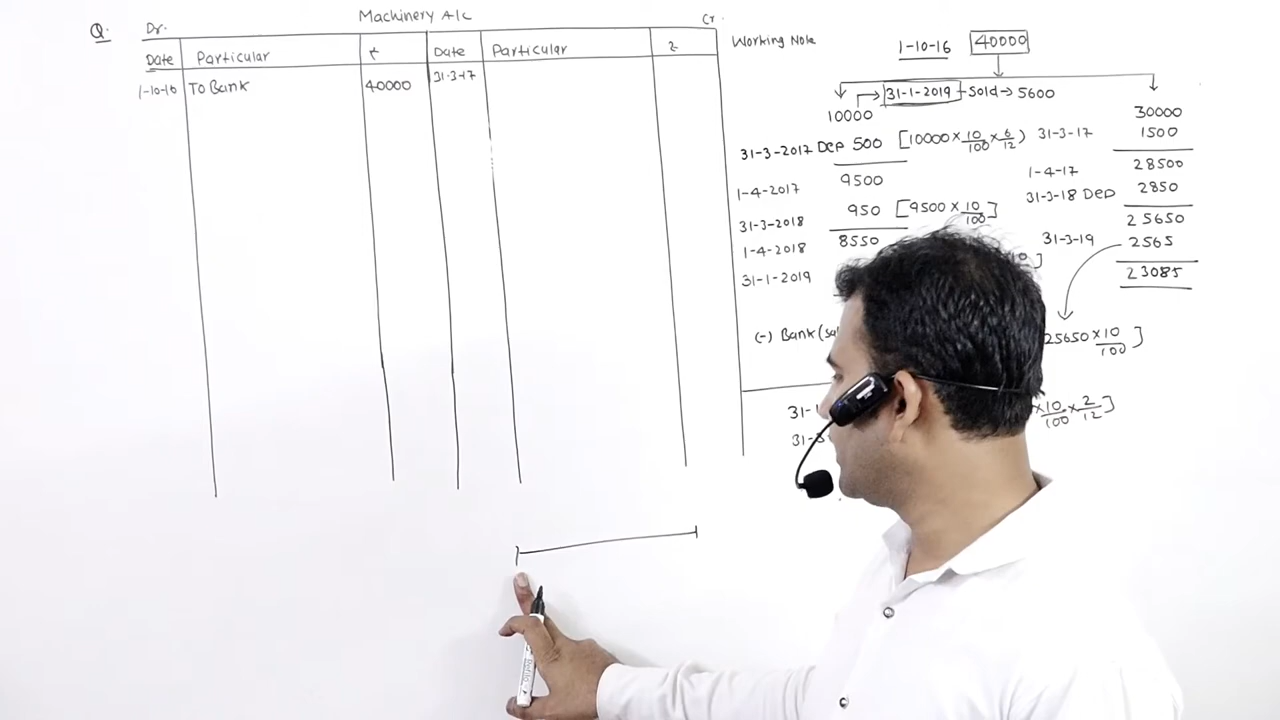 Q. Dr. Machinery A/c Cr.
Date Particular ₹ Date Particular ₹
1-10-16 To Bank 40000 31-3-17
Working Note
1-10-16 40000
31-1-2019 - Sold → 5600
10000
31-3-2017 Dep 500 [10000 × 10/100 × 6/12)
1-4-2017 9500
31-3-2018 950 [9500 × 10/100]
1-4-2018 8550
31-1-2019
(-) Bank
30000
31-3-17 1500
1-4-17 28500
31-3-18 Dep 2850
25650
31-3-19 2565
23085
25650 × 10/100 ]
× 10/100 × 2/12 ]